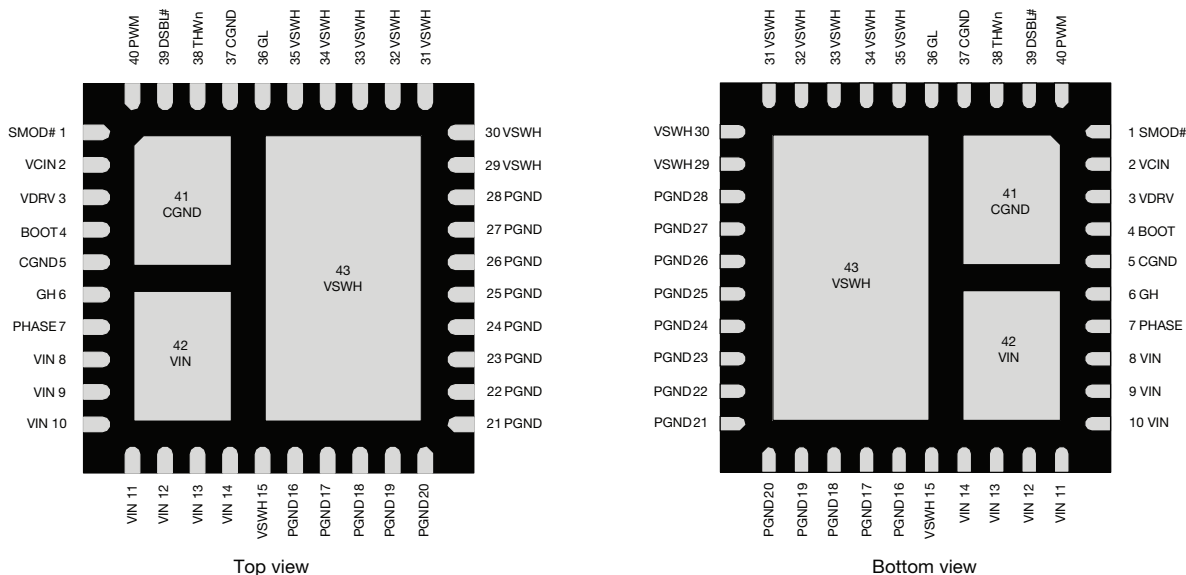 40 PWM
39 DSBL#
38 THWn
37 CGND
36 GL
35 VSWH
34 VSWH
33 VSWH
32 VSWH
31 VSWH
SMOD# 1
VCIN 2
VDRV 3
BOOT 4
CGND 5
GH 6
PHASE 7
VIN 8
VIN 9
VIN 10
41
CGND
42
VIN
43
VSWH
30 VSWH
29 VSWH
28 PGND
27 PGND
26 PGND
25 PGND
24 PGND
23 PGND
22 PGND
21 PGND
VIN 11
VIN 12
VIN 13
VIN 14
VSWH 15
PGND 16
PGND 17
PGND 18
PGND 19
PGND 20
Top view
31 VSWH
32 VSWH
33 VSWH
34 VSWH
35 VSWH
36 GL
37 CGND
38 THWn
39 DSBL#
40 PWM
VSWH 30
VSWH 29
PGND 28
PGND 27
PGND 26
PGND 25
PGND 24
PGND 23
PGND 22
PGND 21
43
VSWH
41
CGND
42
VIN
1 SMOD#
2 VCIN
3 VDRV
4 BOOT
5 CGND
6 GH
7 PHASE
8 VIN
9 VIN
10 VIN
PGND 20
PGND 19
PGND 18
PGND 17
PGND 16
VSWH 15
VIN 14
VIN 13
VIN 12
VIN 11
Bottom view